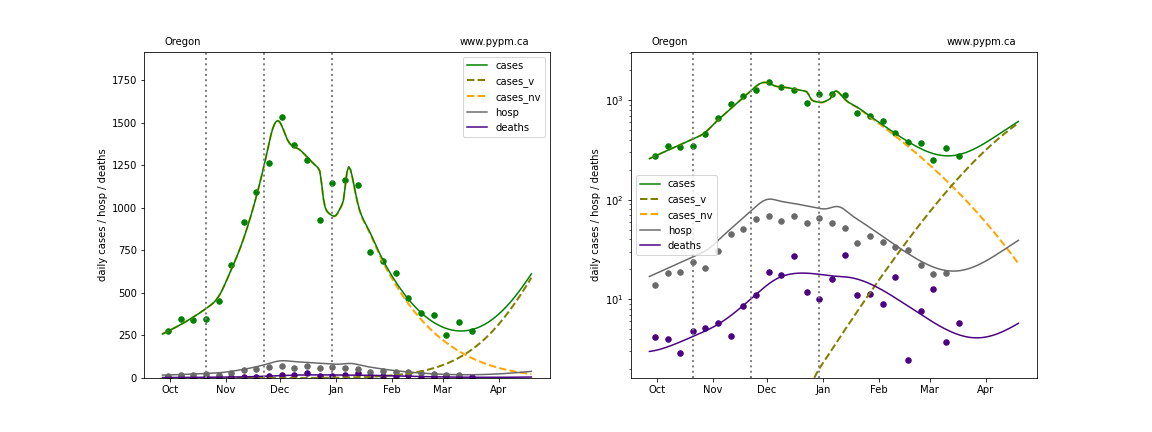 Oregon
www.pypm.ca
cases
cases_v
cases_nv
hosp
deaths
daily cases / hosp / deaths
1750
1500
1250
1000
750
500
250
0
Oct Nov Dec Jan Feb Mar Apr
Oregon
www.pypm.ca
cases
cases_v
cases_nv
hosp
deaths
daily cases / hosp / deaths
10³
10²
10¹
Oct Nov Dec Jan Feb Mar Apr